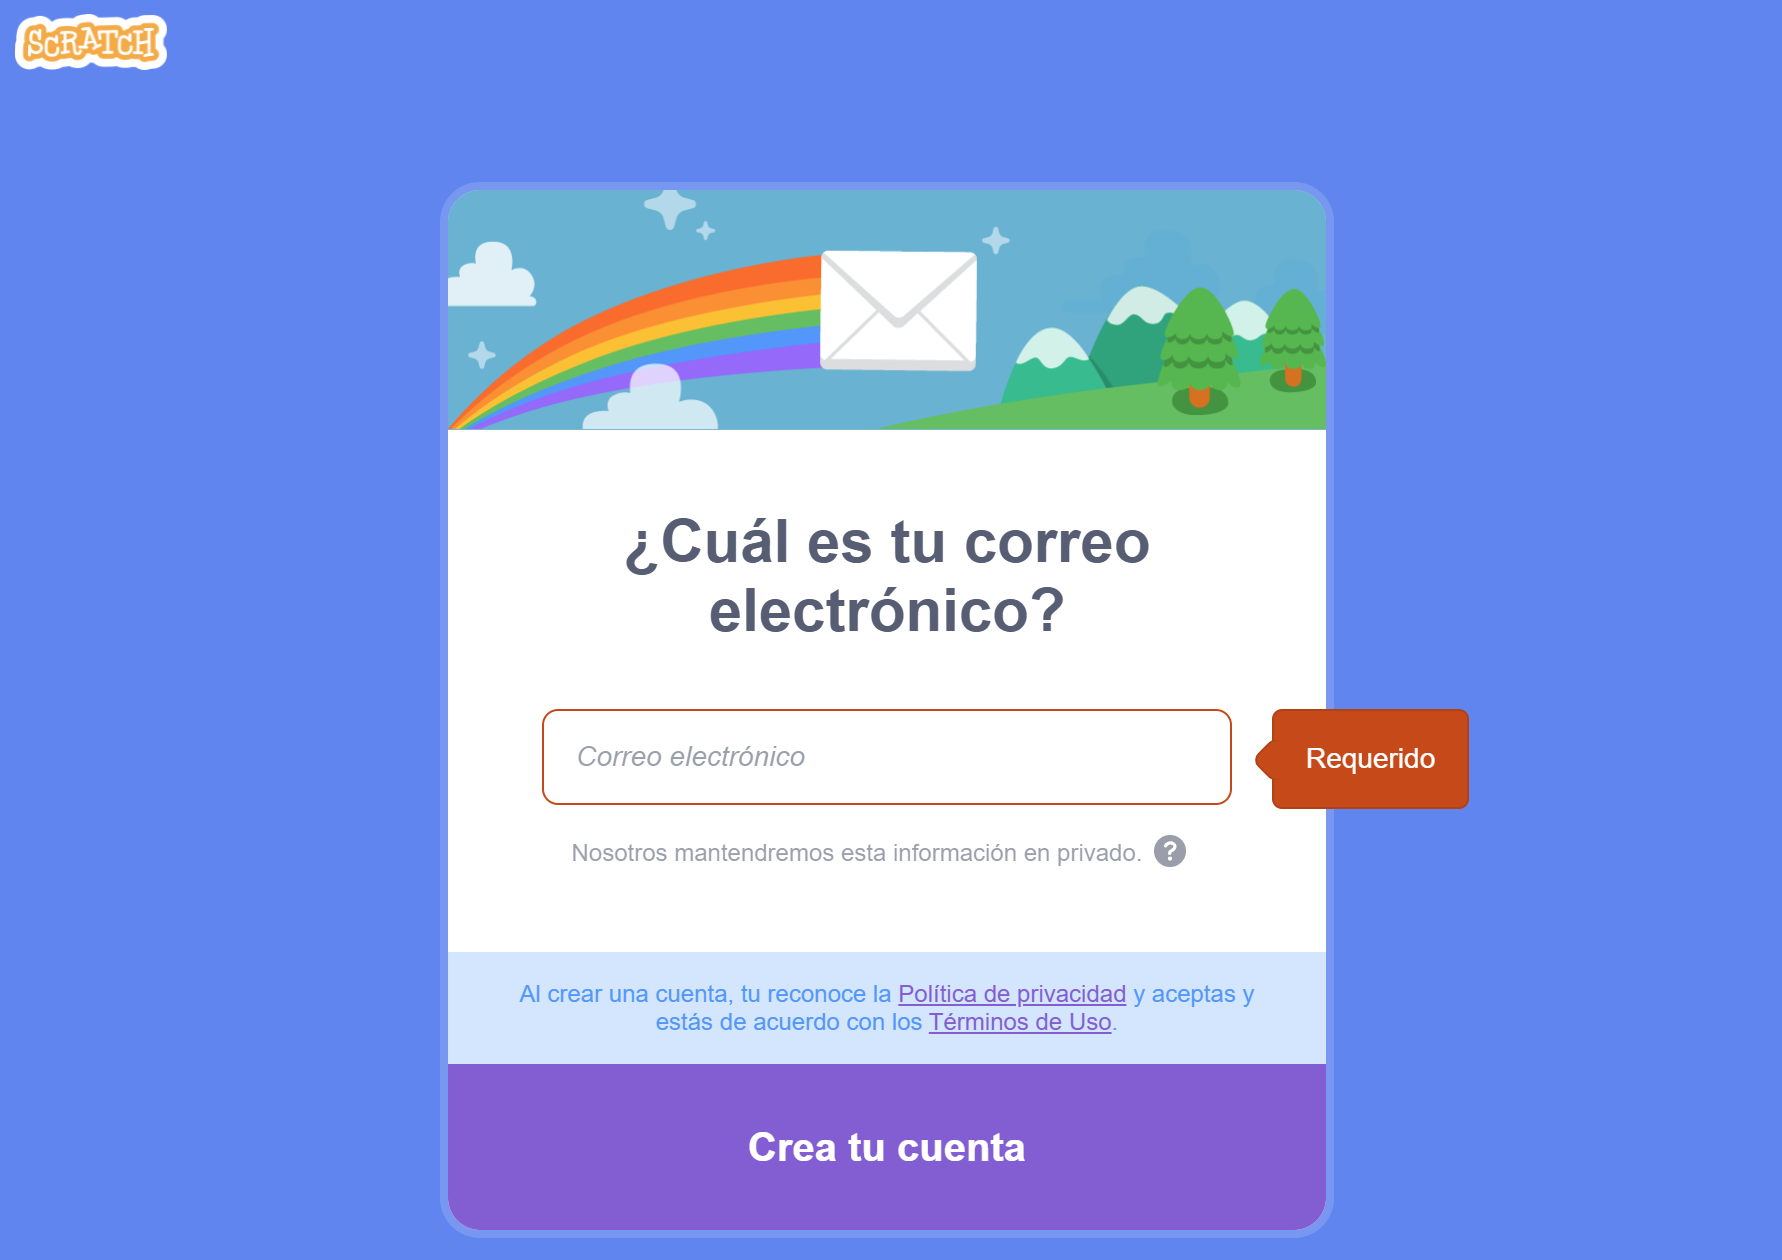 SCRATCH
¿Cuál es tu correo
electrónico?
Correo electrónico
Requerido
Nosotros mantendremos esta información en privado. ?
Al crear una cuenta, tu reconoce la Política de privacidad y aceptas y
estás de acuerdo con los Términos de Uso.
Crea tu cuenta